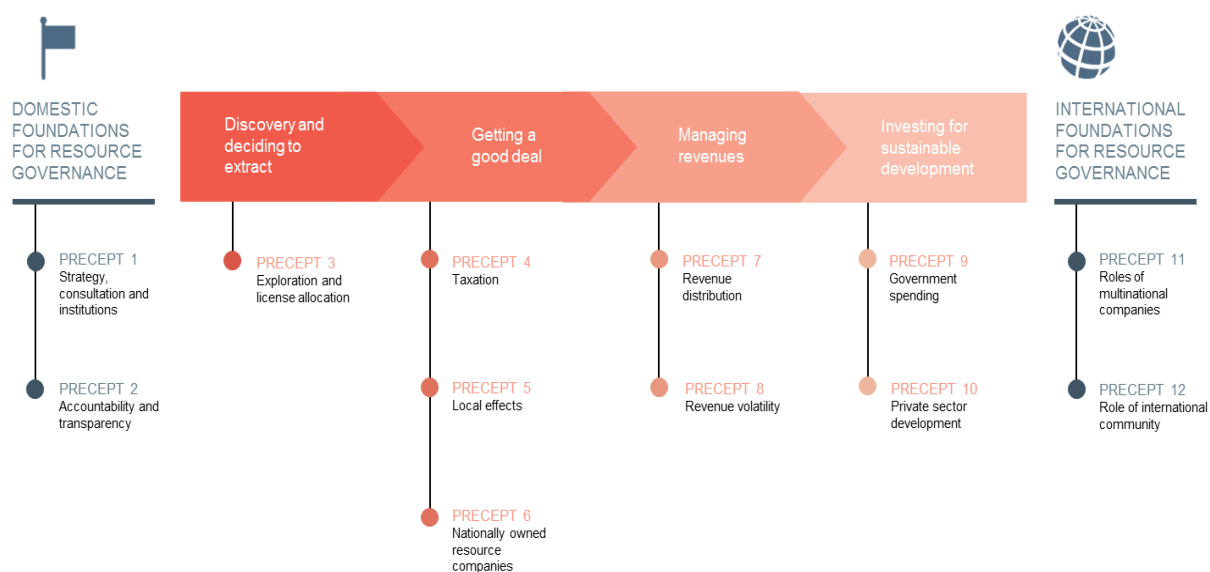 DOMESTIC
FOUNDATIONS
FOR RESOURCE
GOVERNANCE
PRECEPT 1
Strategy,
consultation and
institutions
PRECEPT 2
Accountability and
transparency
Discovery and
deciding to
extract
PRECEPT 3
Exploration and
license allocation
Getting a
good deal
PRECEPT 4
Taxation
PRECEPT 5
Local effects
PRECEPT 6
Nationally owned
resource
companies
Managing
revenues
PRECEPT 7
Revenue
distribution
PRECEPT 8
Revenue volatility
Investing for
sustainable
development
PRECEPT 9
Government
spending
PRECEPT 10
Private sector
development
INTERNATIONAL
FOUNDATIONS
FOR RESOURCE
GOVERNANCE
PRECEPT 11
Roles of
multinational
companies
PRECEPT 12
Role of international
community